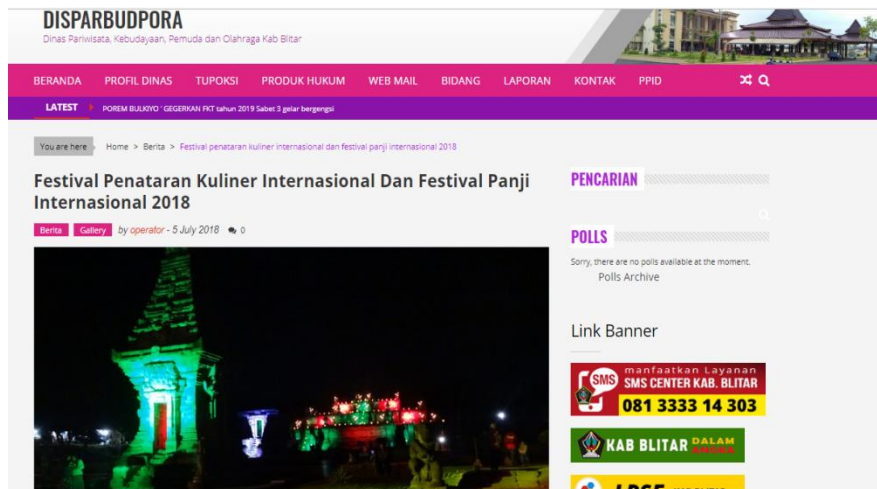 DISPARBUDPORA
Dinas Pariwisata, Kebudayaan, Pemuda dan Olahraga Kab Blitar
BERANDA PROFIL DINAS TUPOKSI PRODUK HUKUM WEB MAIL BIDANG LAPORAN KONTAK PPID
LATEST POREM BULKIYO ' GEGERKAN FKT tahun 2019 Sabet 3 gelar bergengsi
You are here Home > Berita > Festival penataran kuliner internasional dan festival panji internasional 2018
Festival Penataran Kuliner Internasional Dan Festival Panji
Internasional 2018
Berita Gallery by operator - 5 July 2018 0
PENCARIAN
POLLS
Sorry, there are no polls available at the moment.
Polls Archive
Link Banner
SMS
manfaatkan Layanan
SMS CENTER KAB. BLITAR
081 3333 14 303
KAB BLITAR DALAM
ANGKA